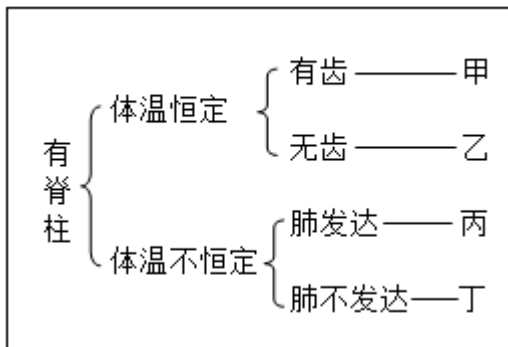 有齿——甲
体温恒定
无齿——乙
有脊柱
肺发达——丙
体温不恒定
肺不发达——丁